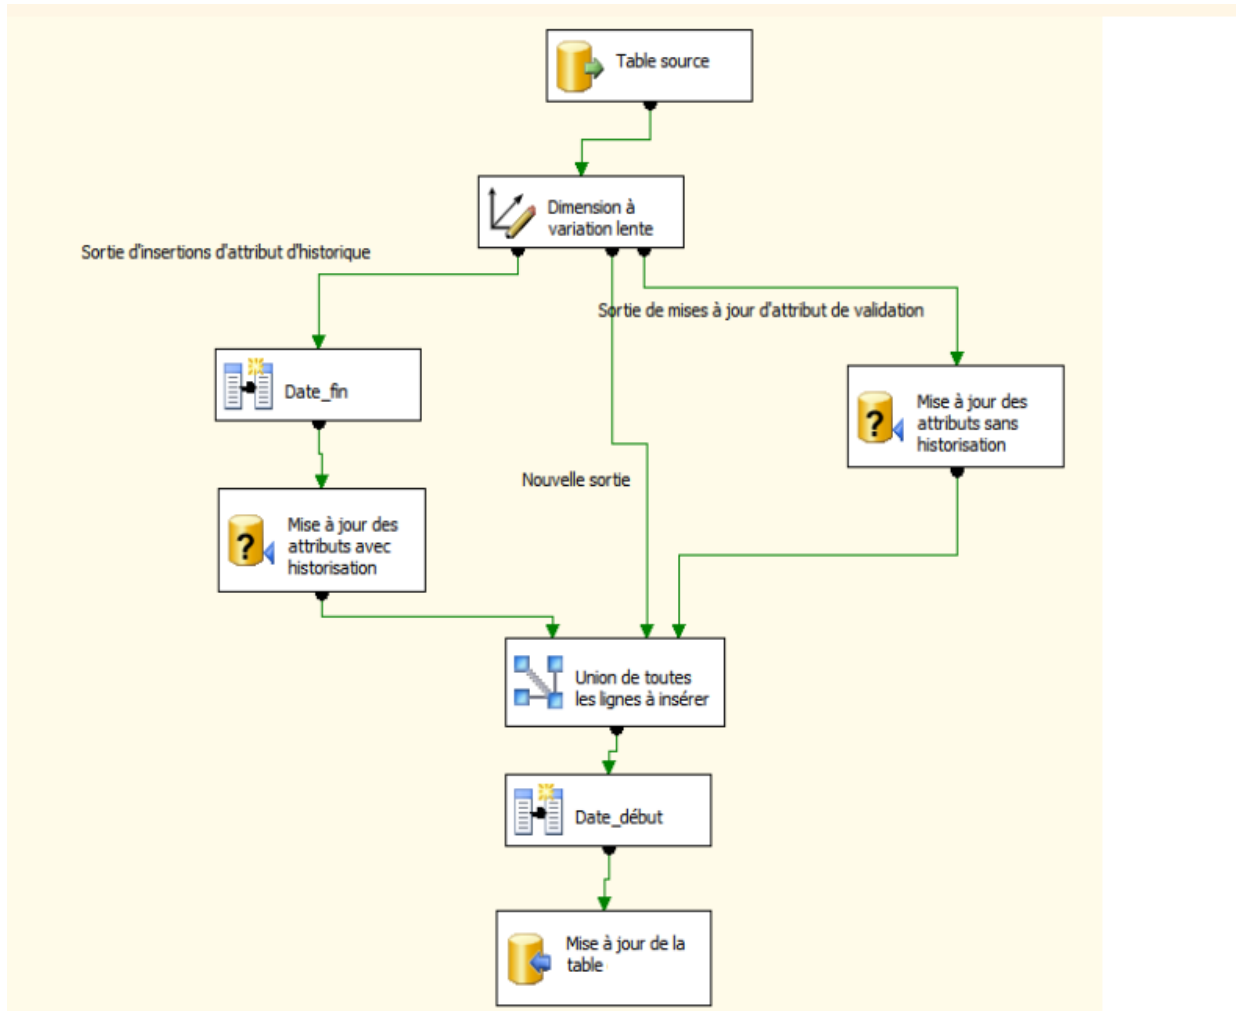 Table source
Dimension à
variation lente
Sortie d'insertions d'attribut d'historique
Sortie de mises à jour d'attribut de validation
Date_fin
Mise à jour des
attributs sans
historisation
Nouvelle sortie
Mise à jour des
attributs avec
historisation
Union de toutes
les lignes à insérer
Date_début
Mise à jour de la
table